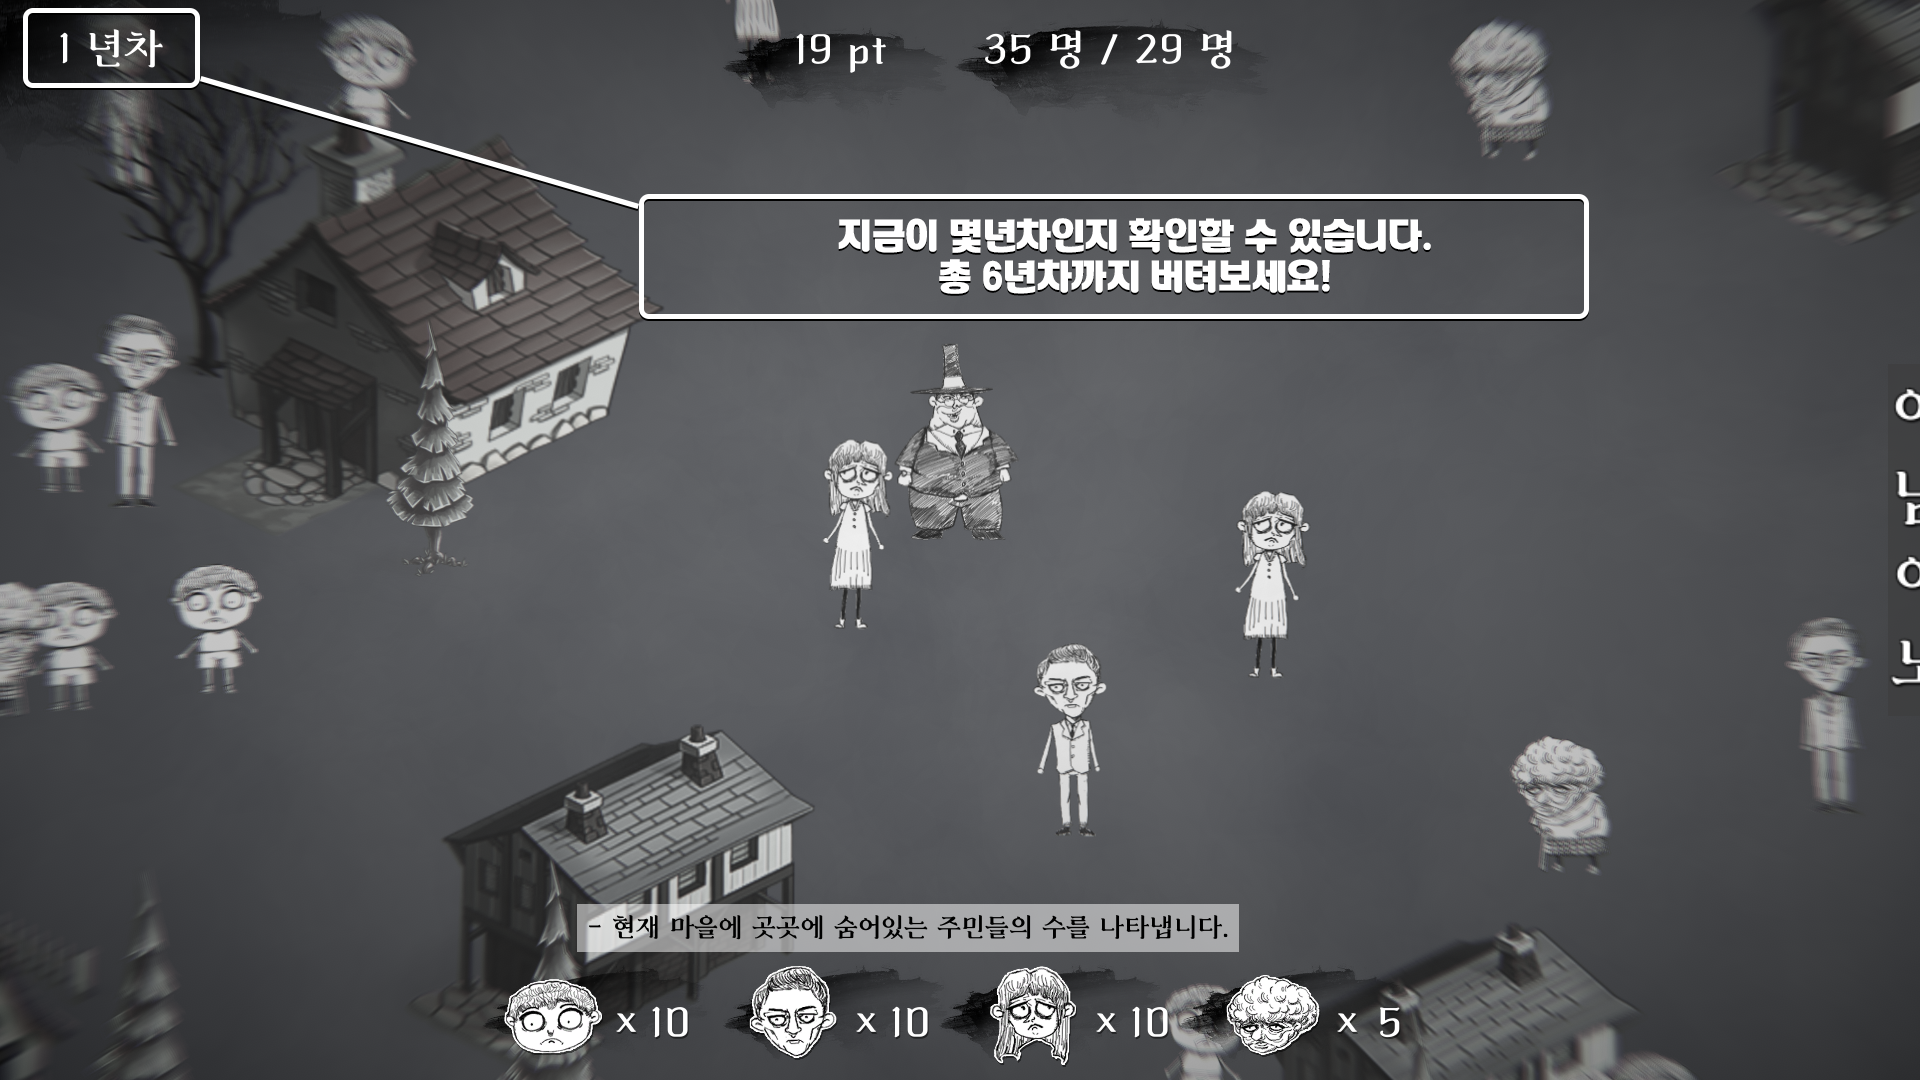 1 년차
19 pt
35 명 / 29 명
지금이 몇년차인지 확인할 수 있습니다.
총 6년차까지 버텨보세요!
- 현재 마을에 곳곳에 숨어있는 주민들의 수를 나타냅니다.
x 10
x 10
x 10
x 5